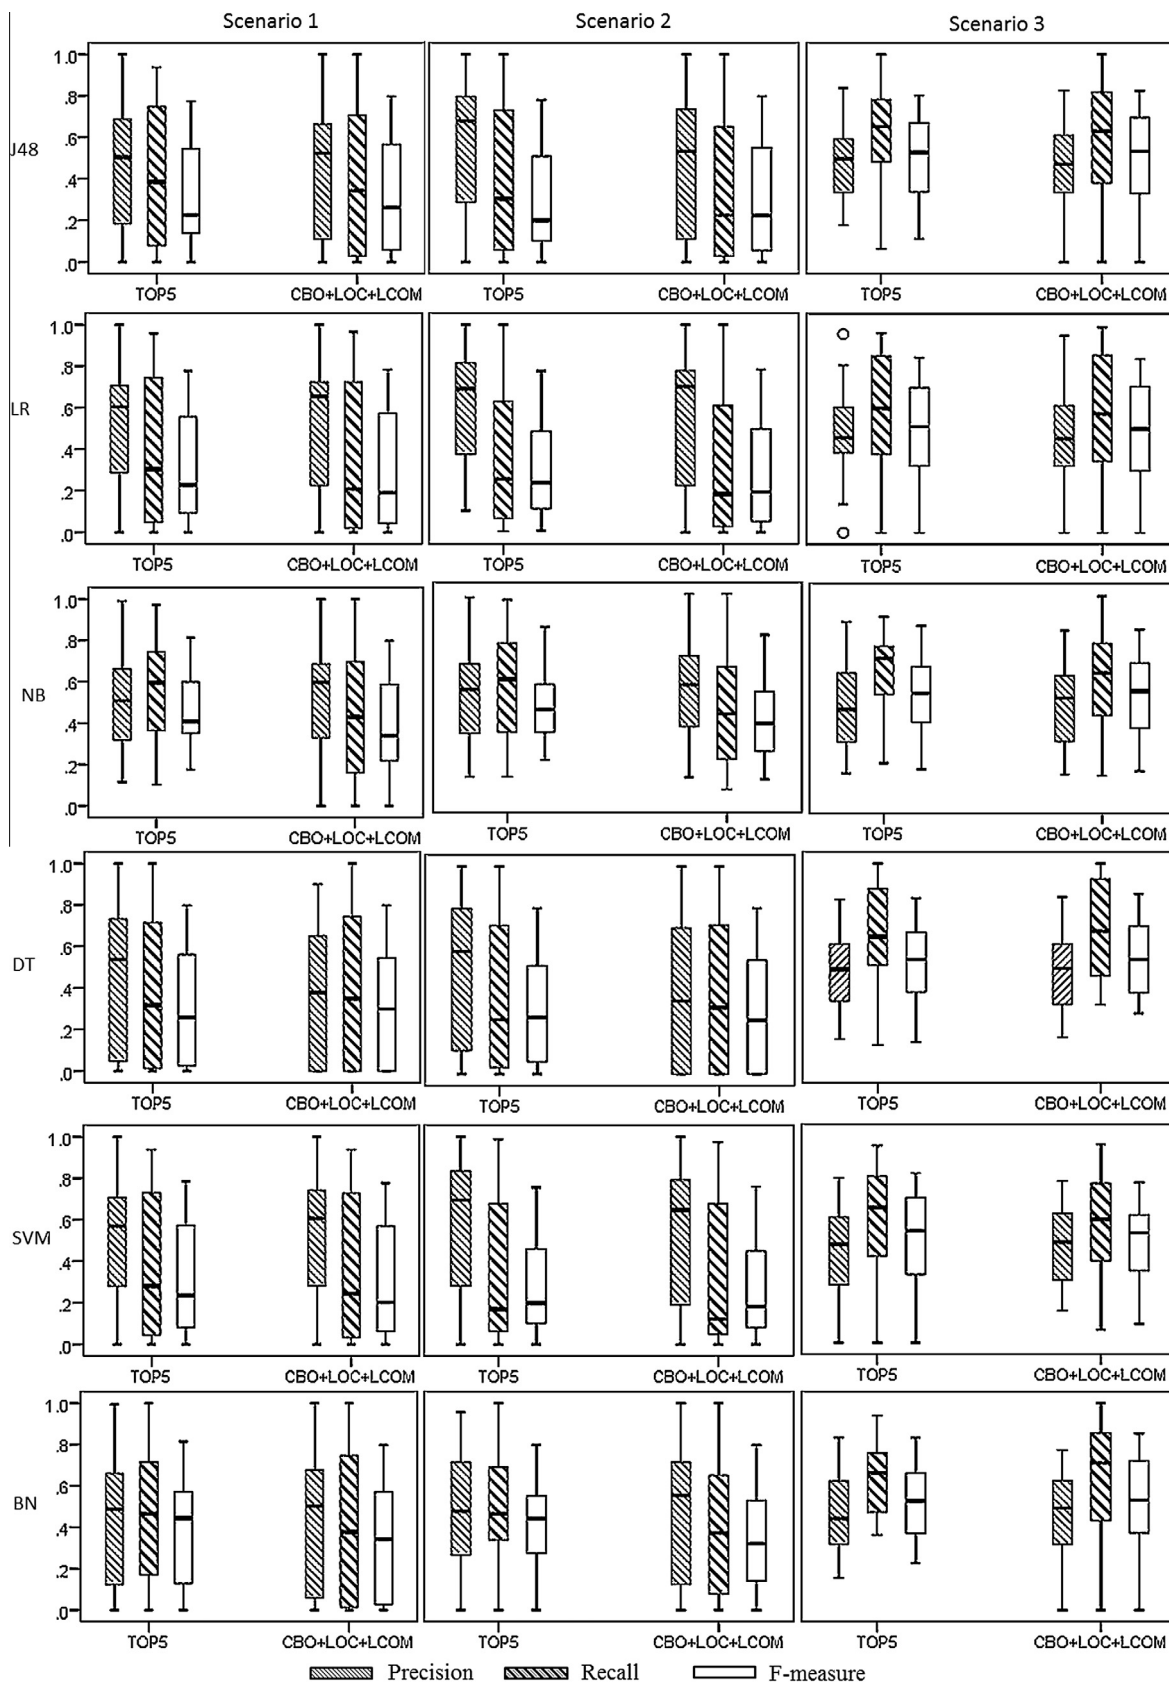 Scenario 1 Scenario 2 Scenario 3
J48
1.0
.8
.6
.4
.2
.0
TOP5 CBO+LOC+LCOM TOP5 CBO+LOC+LCOM TOP5 CBO+LOC+LCOM
LR
1.0
.8
.6
.4
.2
.0
TOP5 CBO+LOC+LCOM TOP5 CBO+LOC+LCOM TOP5 CBO+LOC+LCOM
NB
1.0
.8
.6
.4
.2
.0
TOP5 CBO+LOC+LCOM TOP5 CBO+LOC+LCOM TOP5 CBO+LOC+LCOM
DT
1.0
.8
.6
.4
.2
.0
TOP5 CBO+LOC+LCOM TOP5 CBO+LOC+LCOM TOP5 CBO+LOC+LCOM
SVM
1.0
.8
.6
.4
.2
.0
TOP5 CBO+LOC+LCOM TOP5 CBO+LOC+LCOM TOP5 CBO+LOC+LCOM
BN
1.0
.8
.6
.4
.2
.0
TOP5 CBO+LOC+LCOM TOP5 CBO+LOC+LCOM TOP5 CBO+LOC+LCOM
Precision Recall F-measure